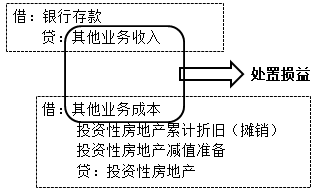 借：银行存款
贷：其他业务收入
处置损益
借：其他业务成本
投资性房地产累计折旧（摊销）
投资性房地产减值准备
贷：投资性房地产